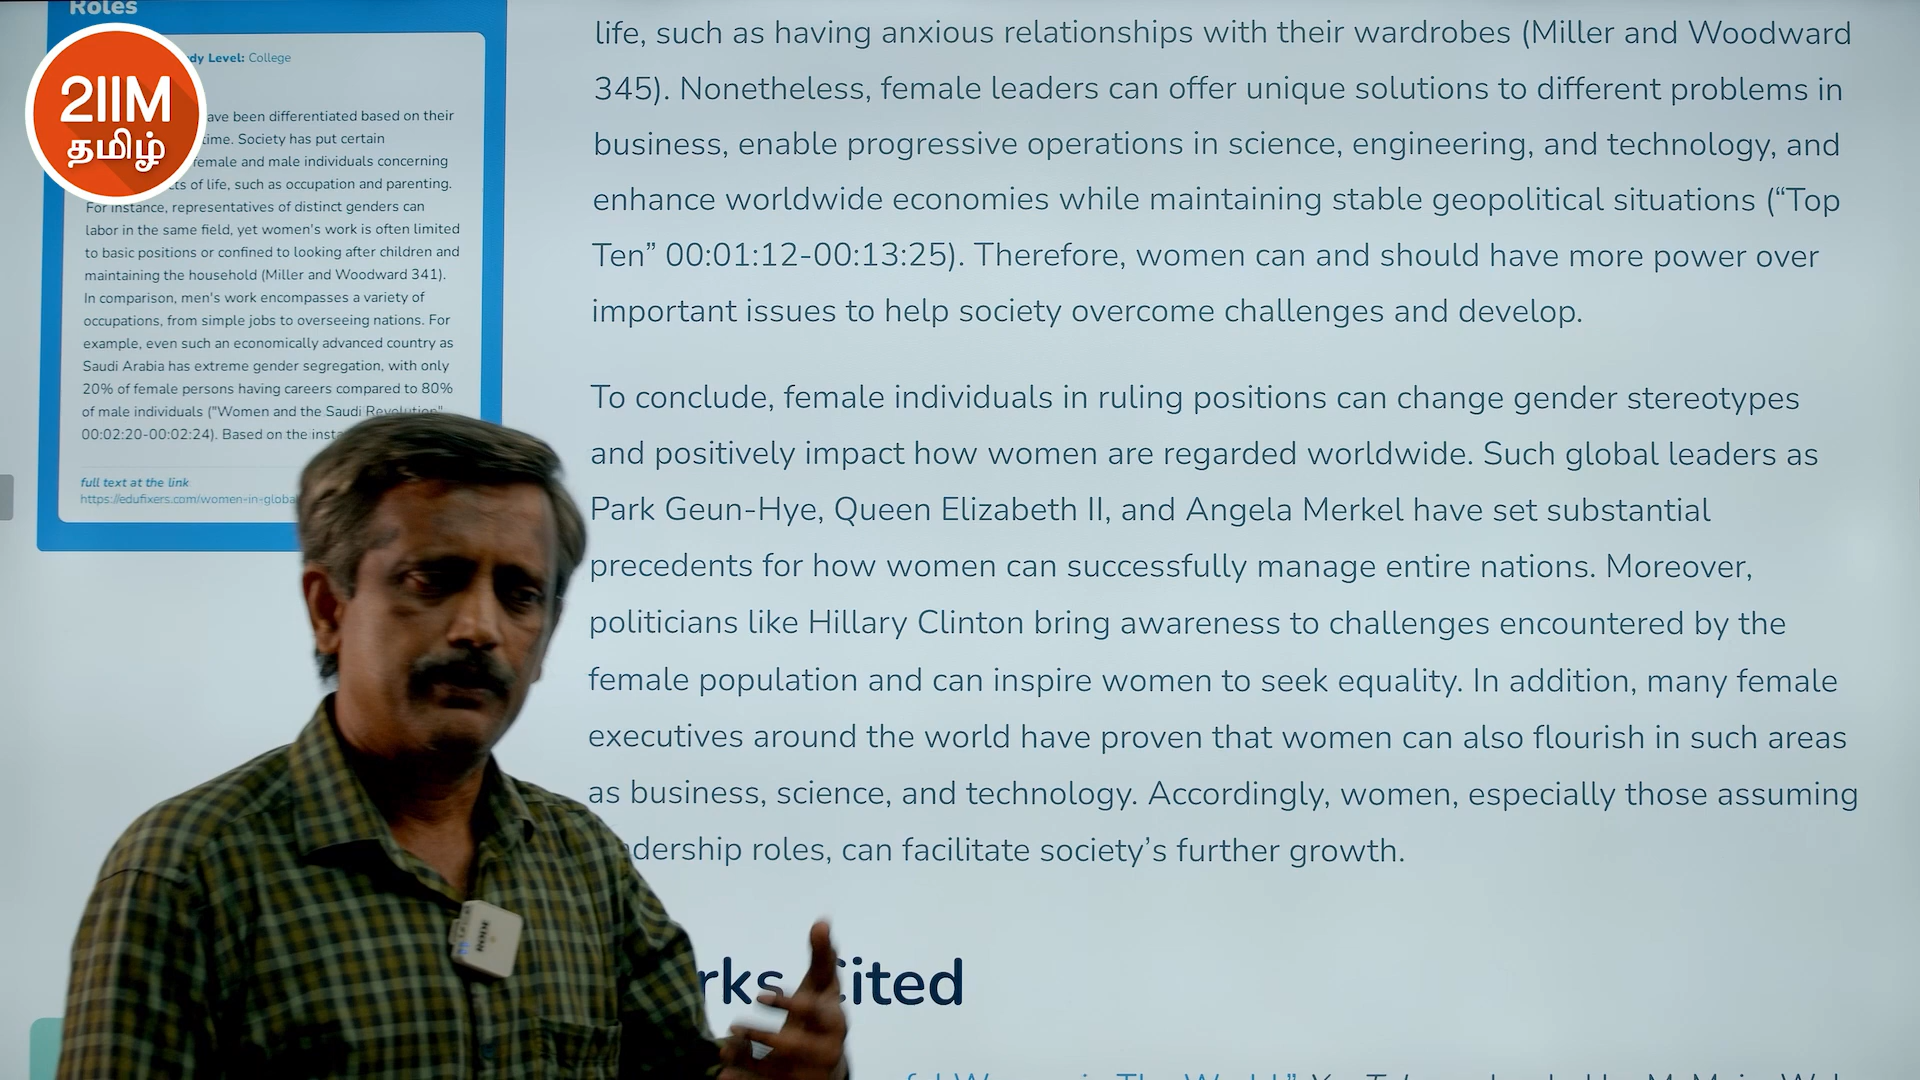 Roles
2IIM
தமிழ்
dy Level: College
ave been differentiated based on their
time. Society has put certain
female and male individuals concerning
cts of life, such as occupation and parenting.
For instance, representatives of distinct genders can
labor in the same field, yet women's work is often limited
to basic positions or confined to looking after children and
maintaining the household (Miller and Woodward 341).
In comparison, men's work encompasses a variety of
occupations, from simple jobs to overseeing nations. For
example, even such an economically advanced country as
Saudi Arabia has extreme gender segregation, with only
20% of female persons having careers compared to 80%
of male individuals ("Women and the Saudi Revolution"
00:02:20-00:02:24). Based on the insta
full text at the link
https://edufixers.com/women-in-global
life, such as having anxious relationships with their wardrobes (Miller and Woodward
345). Nonetheless, female leaders can offer unique solutions to different problems in
business, enable progressive operations in science, engineering, and technology, and
enhance worldwide economies while maintaining stable geopolitical situations (“Top
Ten” 00:01:12-00:13:25). Therefore, women can and should have more power over
important issues to help society overcome challenges and develop.
To conclude, female individuals in ruling positions can change gender stereotypes
and positively impact how women are regarded worldwide. Such global leaders as
Park Geun-Hye, Queen Elizabeth II, and Angela Merkel have set substantial
precedents for how women can successfully manage entire nations. Moreover,
politicians like Hillary Clinton bring awareness to challenges encountered by the
female population and can inspire women to seek equality. In addition, many female
executives around the world have proven that women can also flourish in such areas
as business, science, and technology. Accordingly, women, especially those assuming
dership roles, can facilitate society’s further growth.
rks Cited
RODE